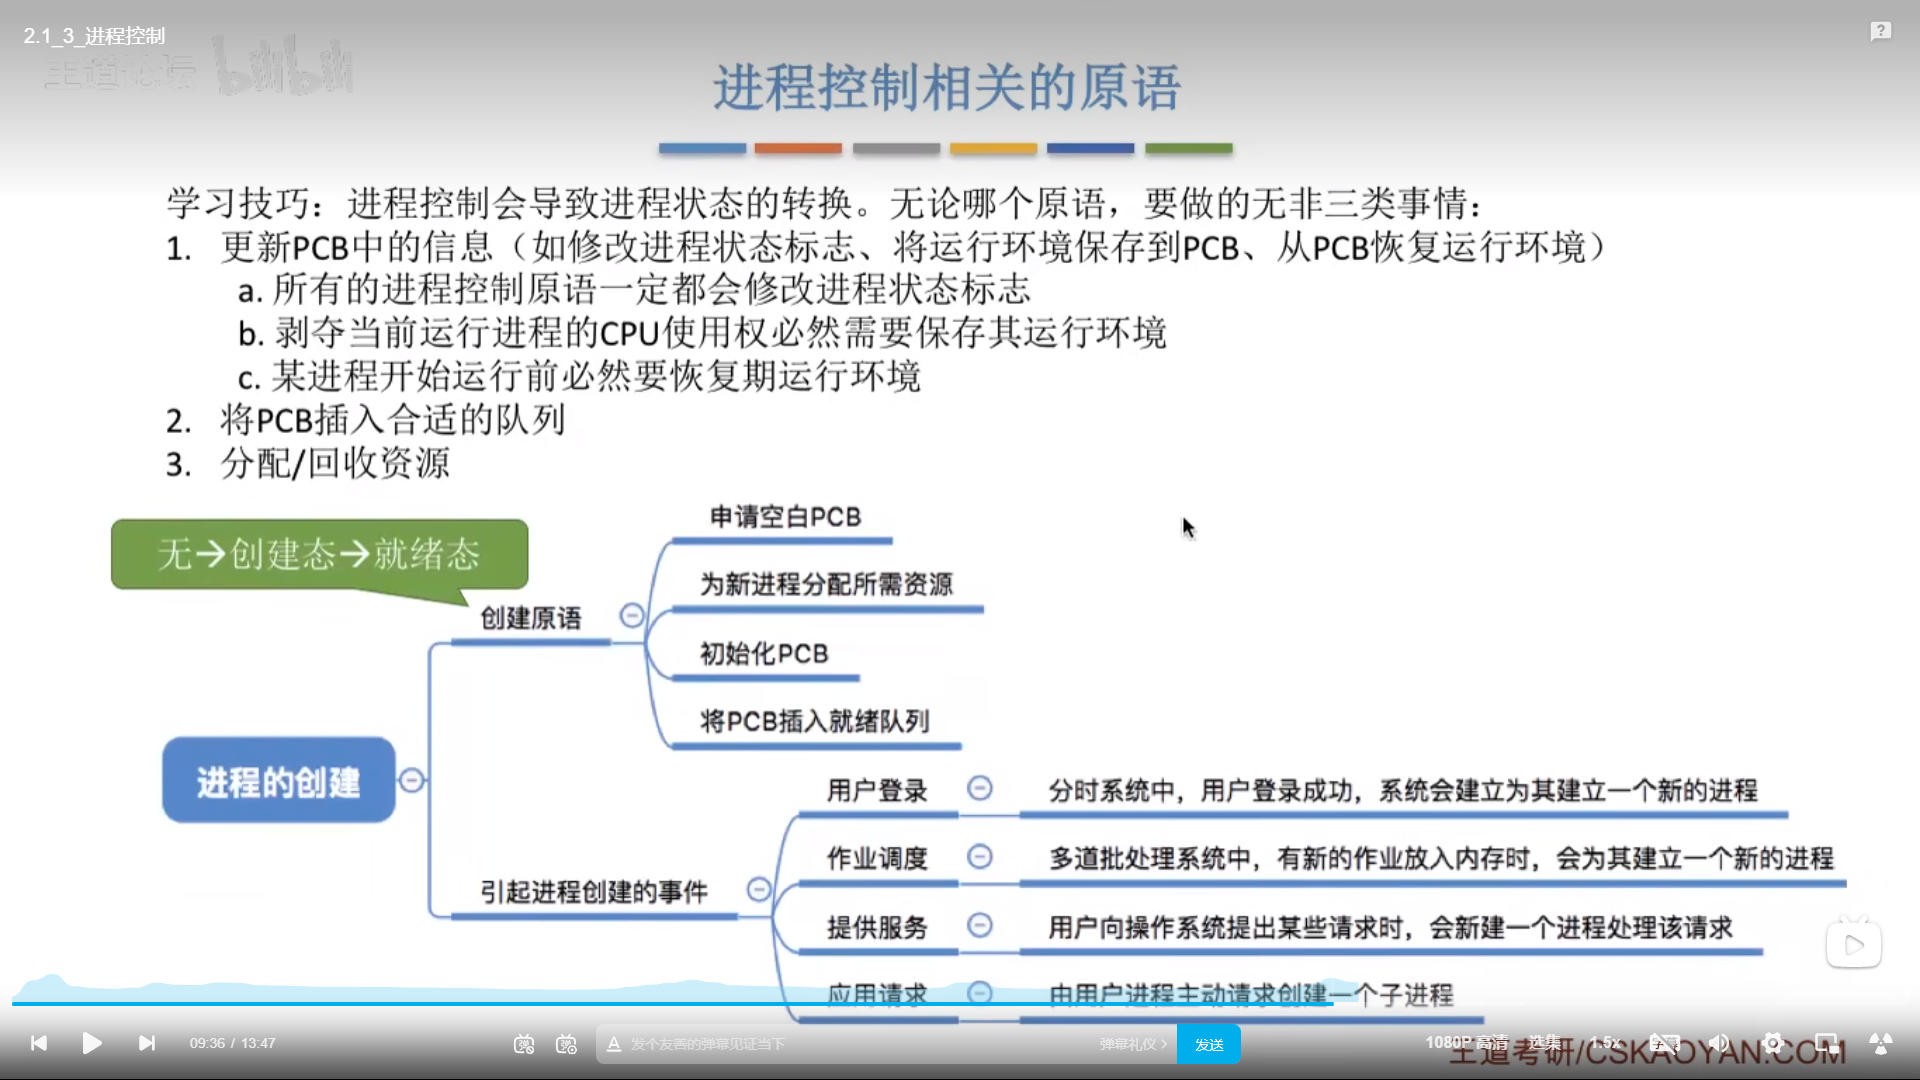 2.1_3_进程控制
王道论坛 bilibili
进程控制相关的原语
学习技巧：进程控制会导致进程状态的转换。无论哪个原语，要做的无非三类事情：
1. 更新PCB中的信息（如修改进程状态标志、将运行环境保存到PCB、从PCB恢复运行环境）
a. 所有的进程控制原语一定都会修改进程状态标志
b. 剥夺当前运行进程的CPU使用权必然需要保存其运行环境
c. 某进程开始运行前必然要恢复期运行环境
2. 将PCB插入合适的队列
3. 分配/回收资源
无→创建态→就绪态
创建原语
申请空白PCB
为新进程分配所需资源
初始化PCB
将PCB插入就绪队列
进程的创建
引起进程创建的事件
用户登录
分时系统中，用户登录成功，系统会建立为其建立一个新的进程
作业调度
多道批处理系统中，有新的作业放入内存时，会为其建立一个新的进程
提供服务
用户向操作系统提出某些请求时，会新建一个进程处理该请求
应用请求
由用户进程主动请求创建一个子进程
09:36 / 13:47
发个友善的弹幕见证当下
弹幕礼仪
发送
1080P 高清
选集
1.5x
王道考研/CSKAOYAN.COM